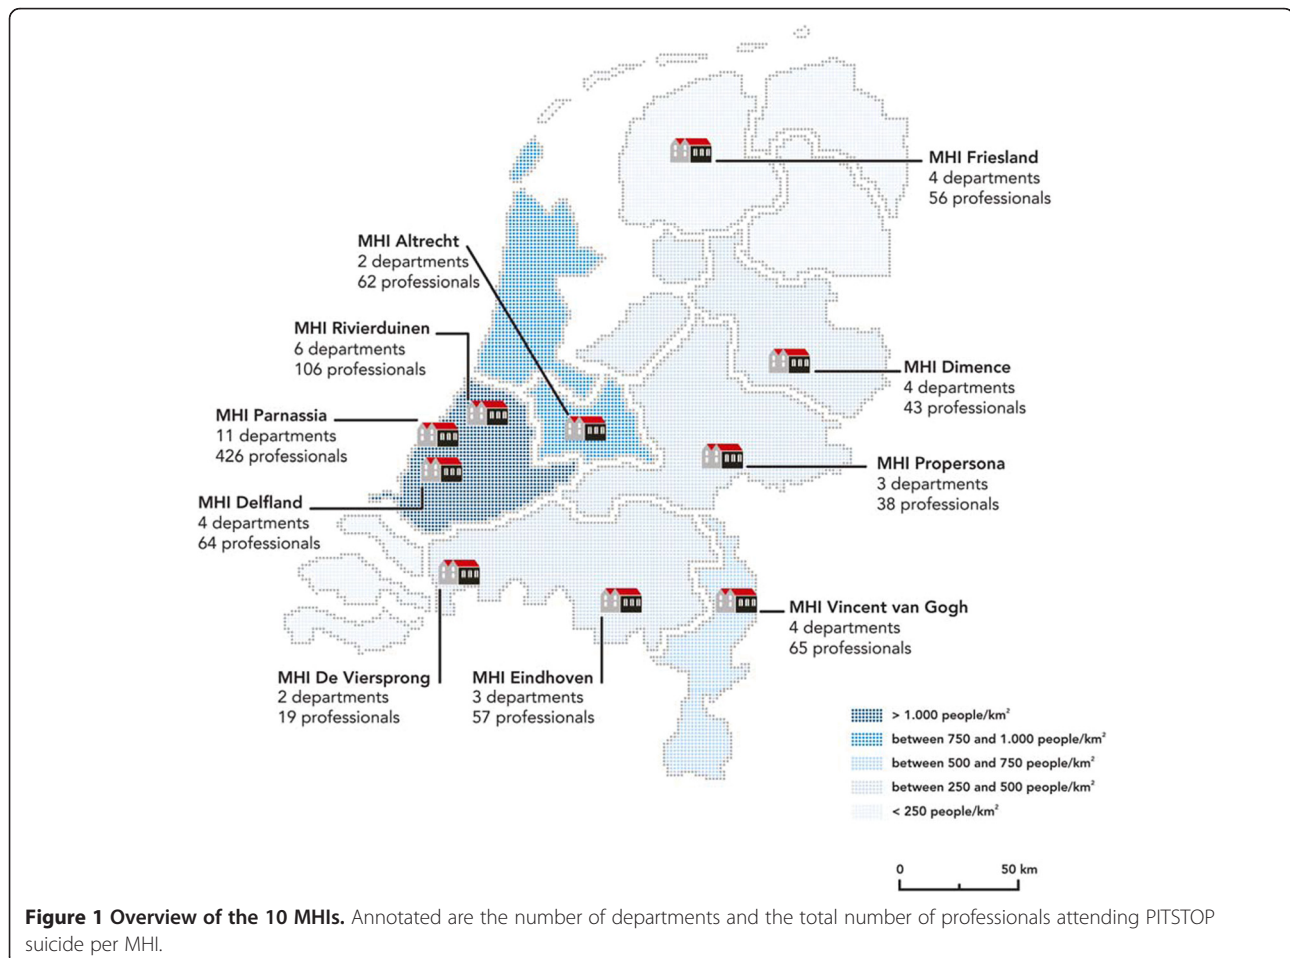 MHI Friesland
4 departments
56 professionals
MHI Altrecht
2 departments
62 professionals
MHI Rivierduinen
6 departments
106 professionals
MHI Dimence
4 departments
43 professionals
MHI Parnassia
11 departments
426 professionals
MHI Propersona
3 departments
38 professionals
MHI Delfland
4 departments
64 professionals
MHI Vincent van Gogh
4 departments
65 professionals
MHI De Viersprong
2 departments
19 professionals
MHI Eindhoven
3 departments
57 professionals
> 1.000 people/km²
between 750 and 1.000 people/km²
between 500 and 750 people/km²
between 250 and 500 people/km²
< 250 people/km²
0 50 km
Figure 1 Overview of the 10 MHIs. Annotated are the number of departments and the total number of professionals attending PITSTOP
suicide per MHI.